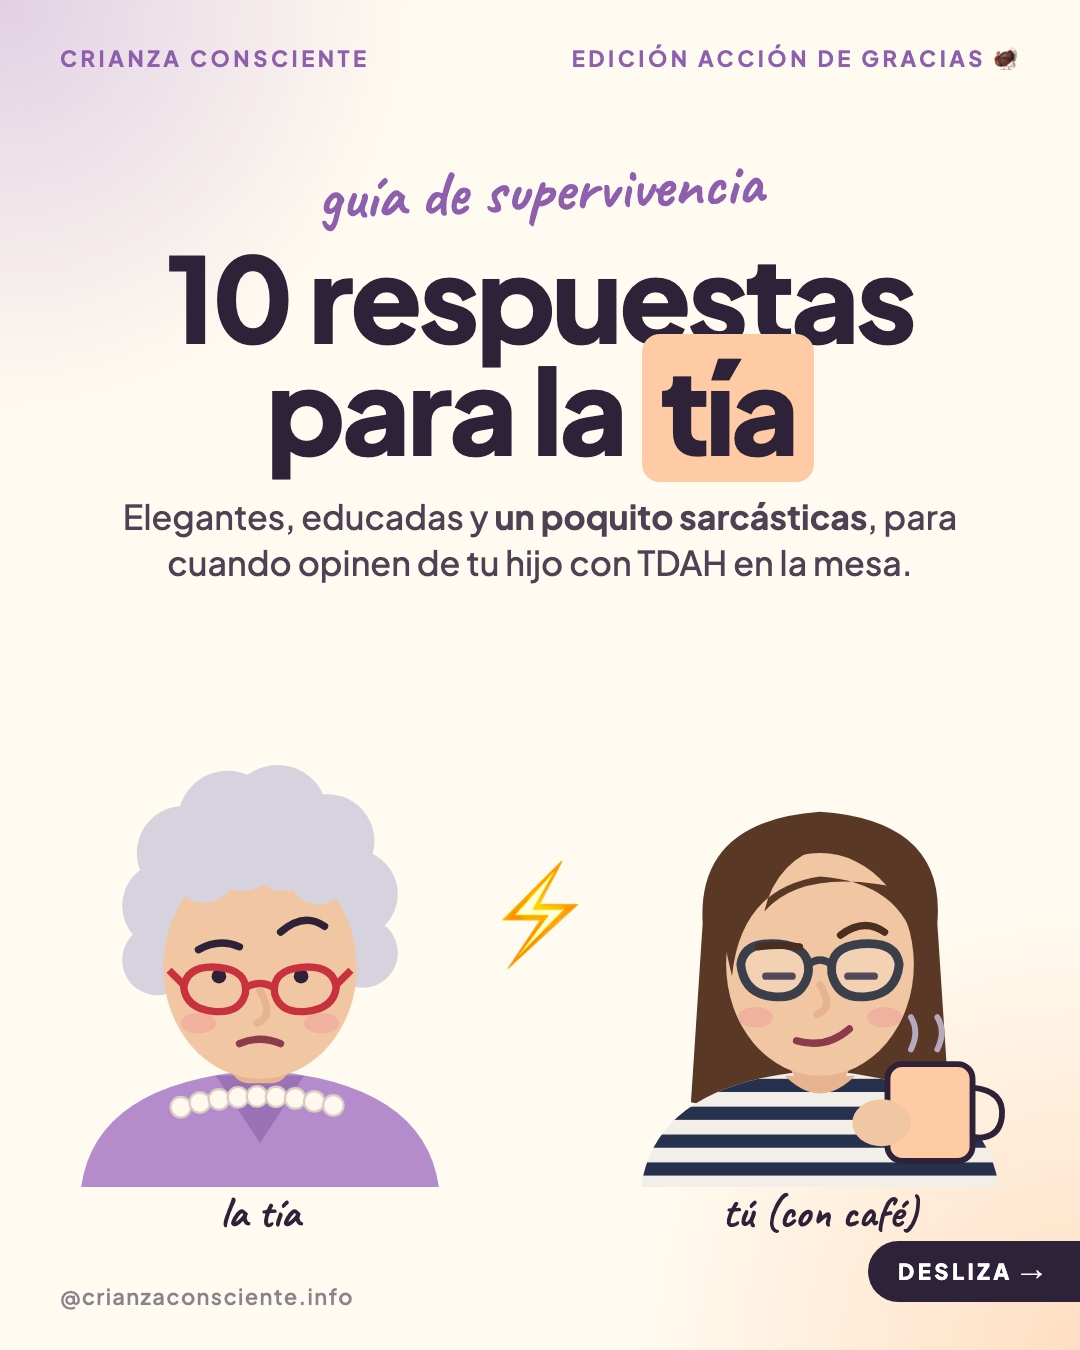 CRIANZA CONSCIENTE
EDICIÓN ACCIÓN DE GRACIAS 🦃
guía de supervivencia
10 respuestas
para la tía
Elegantes, educadas y un poquito sarcásticas, para
cuando opinen de tu hijo con TDAH en la mesa.
la tía
tú (con café)
DESLIZA →
@crianzaconsciente.info